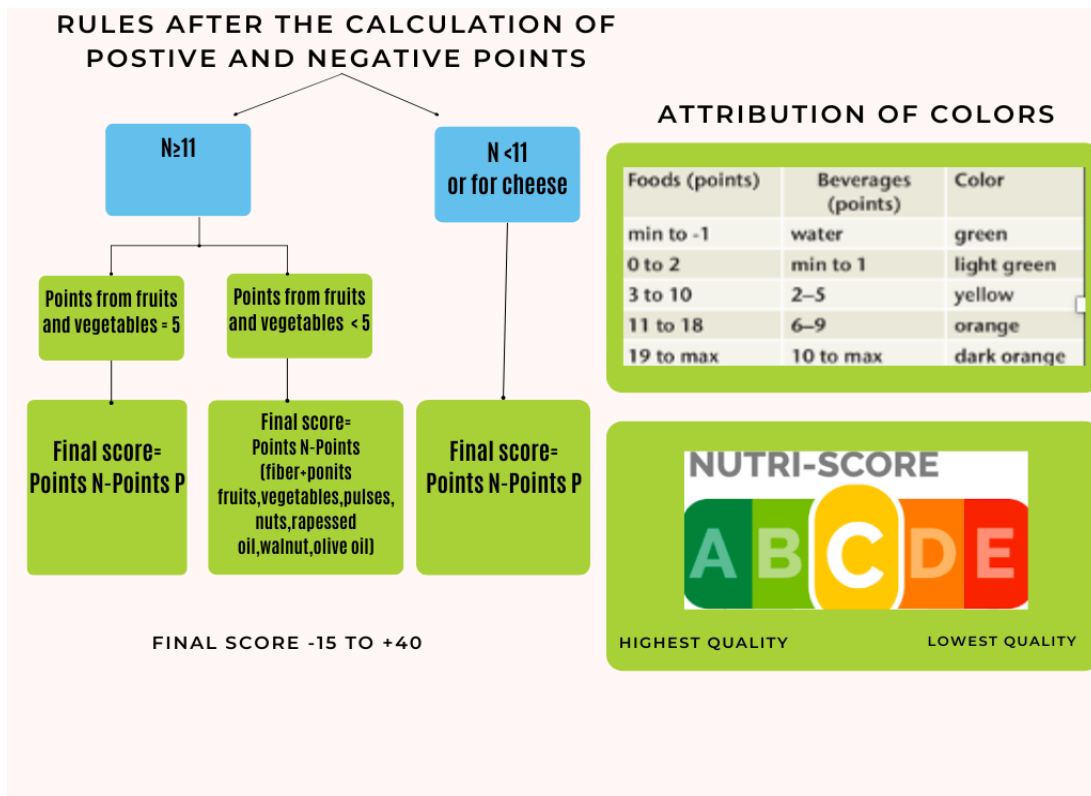 RULES AFTER THE CALCULATION OF
POSTIVE AND NEGATIVE POINTS
N≥11
N <11
or for cheese
Points from fruits
and vegetables = 5
Points from fruits
and vegetables < 5
Final score=
Points N-Points P
Final score=
Points N-Points
(fiber+ponits
fruits,vegetables,pulses,
nuts,rapessed
oil,walnut,olive oil)
Final score=
Points N-Points P
FINAL SCORE -15 TO +40
ATTRIBUTION OF COLORS
Foods (points) Beverages (points) Color
min to -1 water green
0 to 2 min to 1 light green
3 to 10 2–5 yellow
11 to 18 6–9 orange
19 to max 10 to max dark orange
NUTRI-SCORE
A B C D E
HIGHEST QUALITY LOWEST QUALITY